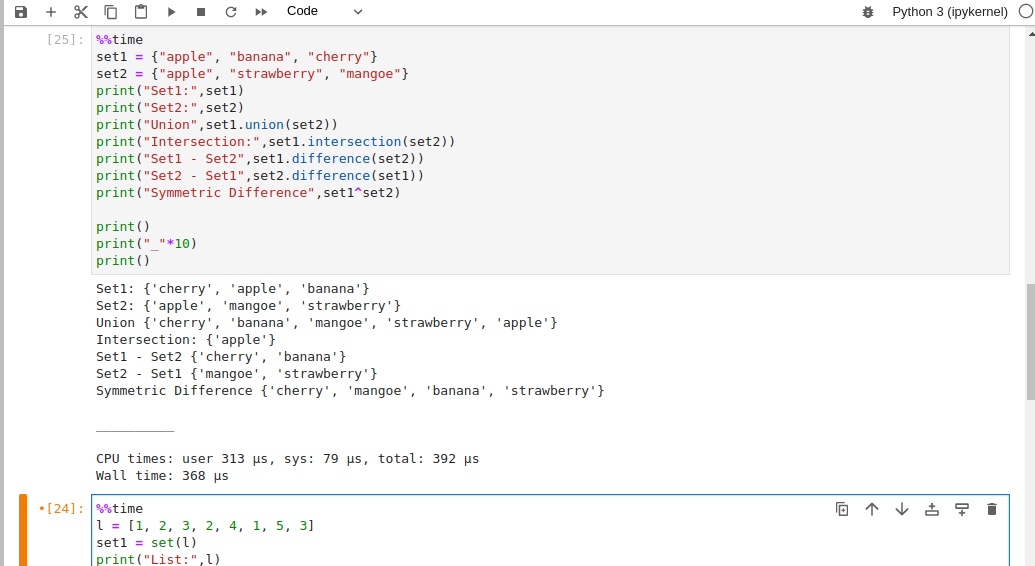 Code
Python 3 (ipykernel)
[25]:
%%time
set1 = {"apple", "banana", "cherry"}
set2 = {"apple", "strawberry", "mangoe"}
print("Set1:",set1)
print("Set2:",set2)
print("Union",set1.union(set2))
print("Intersection:",set1.intersection(set2))
print("Set1 - Set2",set1.difference(set2))
print("Set2 - Set1",set2.difference(set1))
print("Symmetric Difference",set1^set2)
print()
print("_"*10)
print()
Set1: {'cherry', 'apple', 'banana'}
Set2: {'apple', 'mangoe', 'strawberry'}
Union {'cherry', 'banana', 'mangoe', 'strawberry', 'apple'}
Intersection: {'apple'}
Set1 - Set2 {'cherry', 'banana'}
Set2 - Set1 {'mangoe', 'strawberry'}
Symmetric Difference {'cherry', 'mangoe', 'banana', 'strawberry'}
__________
CPU times: user 313 µs, sys: 79 µs, total: 392 µs
Wall time: 368 µs
•[24]:
%%time
l = [1, 2, 3, 2, 4, 1, 5, 3]
set1 = set(l)
print("List:",l)